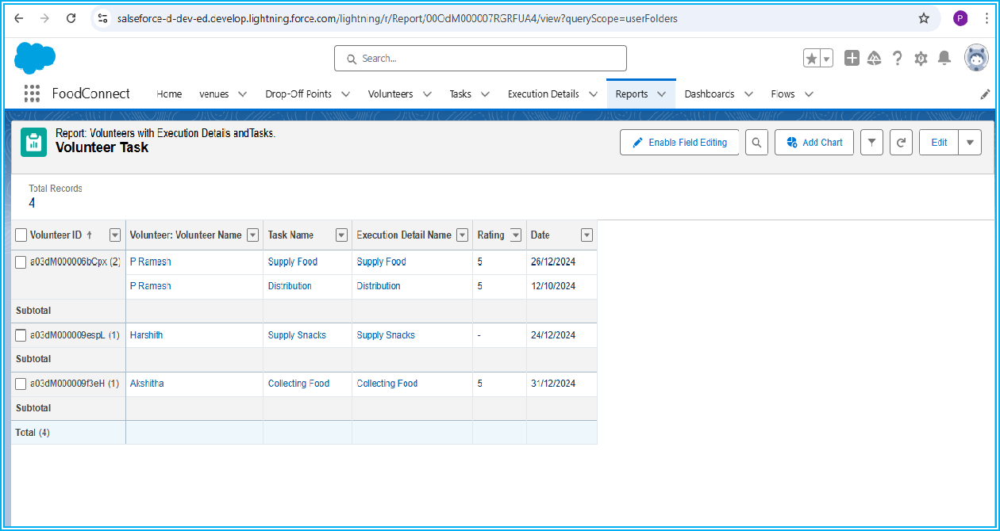 salseforce-d-dev-ed.develop.lightning.force.com/lightning/r/Report/00OdM000007RGRFUA4/view?queryScope=userFolders P
Search...
FoodConnect Home venues Drop-Off Points Volunteers Tasks Execution Details Reports Dashboards Flows
Report: Volunteers with Execution Details andTasks.
Volunteer Task
Enable Field Editing Add Chart Edit
Total Records
4
Volunteer ID ↑ Volunteer: Volunteer Name Task Name Execution Detail Name Rating Date
a03dM000006bCpx (2) P Ramesh Supply Food Supply Food 5 26/12/2024
P Ramesh Distribution Distribution 5 12/10/2024
Subtotal
a03dM000009espL (1) Harshith Supply Snacks Supply Snacks - 24/12/2024
Subtotal
a03dM000009f3eH (1) Akshitha Collecting Food Collecting Food 5 31/12/2024
Subtotal
Total (4)